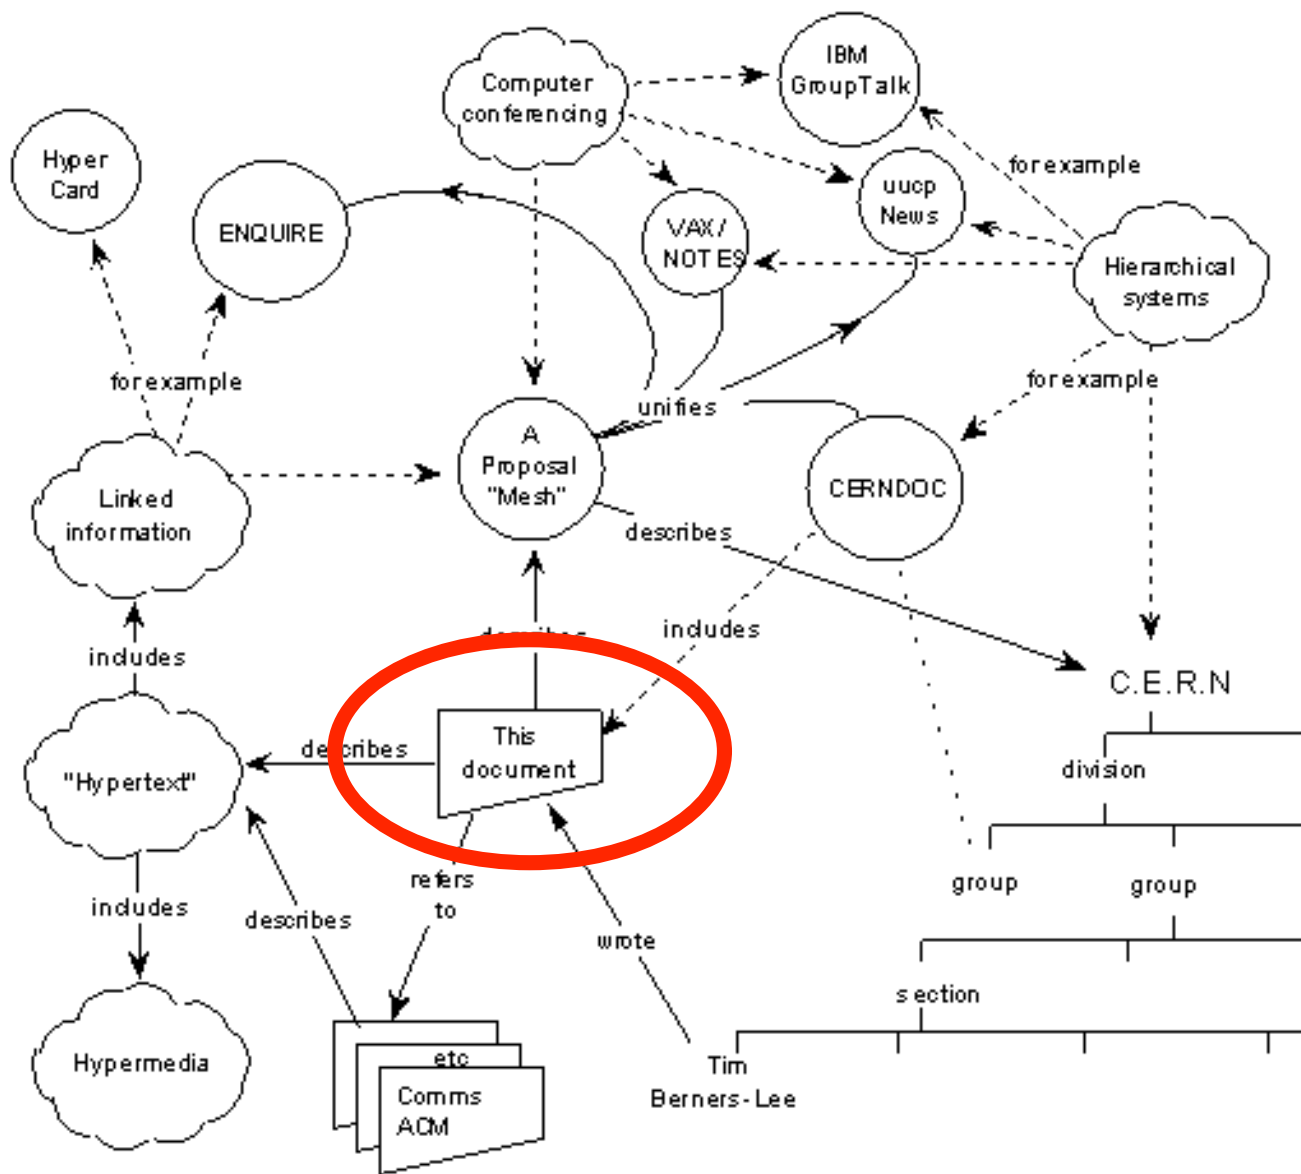 IBM
GroupTalk
Computer
conferencing
Hyper
Card
for example
uucp
News
ENQUIRE
VAX/
NOTES
Hierarchical
systems
for example
for example
unifies
A
Proposal
"Mesh"
CERNDOC
Linked
information
describes
describes
includes
includes
C.E.R.N
This
document
describes
"Hypertext"
division
refers
to
group
group
includes
describes
wrote
section
etc
Comms
ACM
Hypermedia
Tim
Berners-Lee